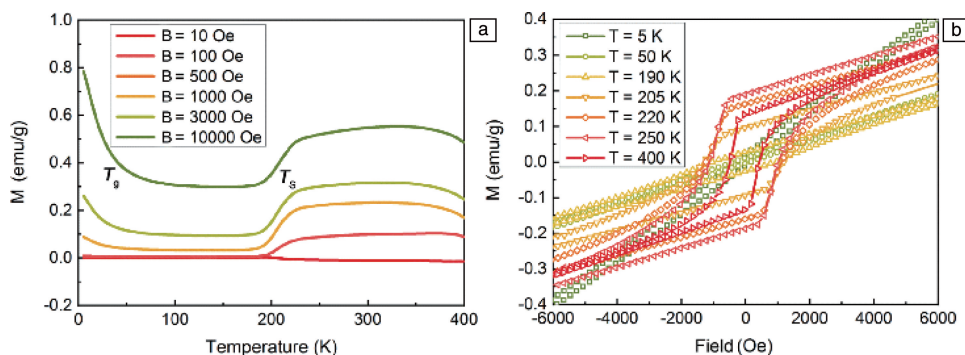 a
M (emu/g)
1.0
0.8
0.6
0.4
0.2
0.0
-0.2
B = 10 Oe
B = 100 Oe
B = 500 Oe
B = 1000 Oe
B = 3000 Oe
B = 10000 Oe
Tg
Ts
0
100
200
300
400
Temperature (K)
b
M (emu/g)
0.4
0.3
0.2
0.1
0.0
-0.1
-0.2
-0.3
-0.4
T = 5 K
T = 50 K
T = 190 K
T = 205 K
T = 220 K
T = 250 K
T = 400 K
-6000
-4000
-2000
0
2000
4000
6000
Field (Oe)